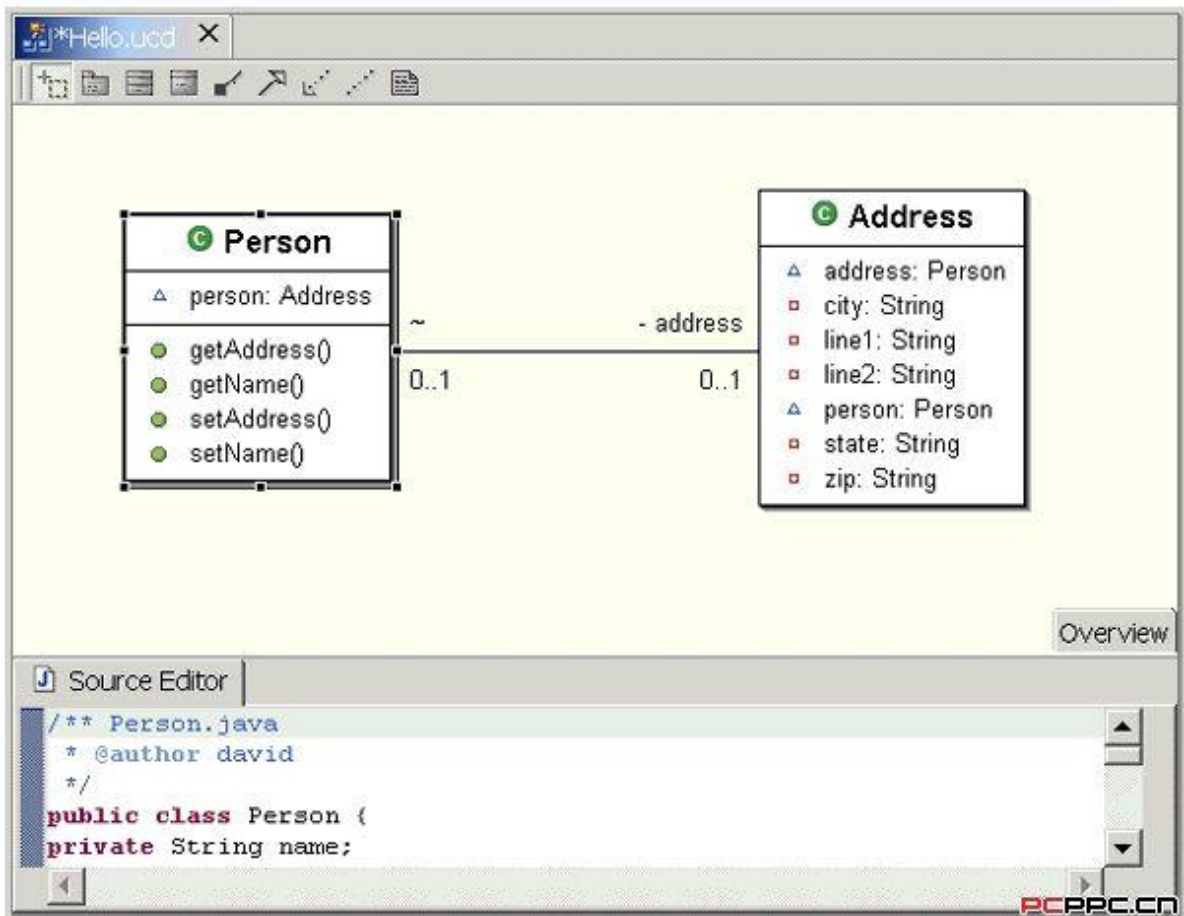 *Hello.ucd
Person
person: Address
getAddress()
getName()
setAddress()
setName()
~
0..1
- address
0..1
Address
address: Person
city: String
line1: String
line2: String
person: Person
state: String
zip: String
Overview
Source Editor
/** Person.java
* @author david
*/
public class Person {
private String name;
PCPPC.CN